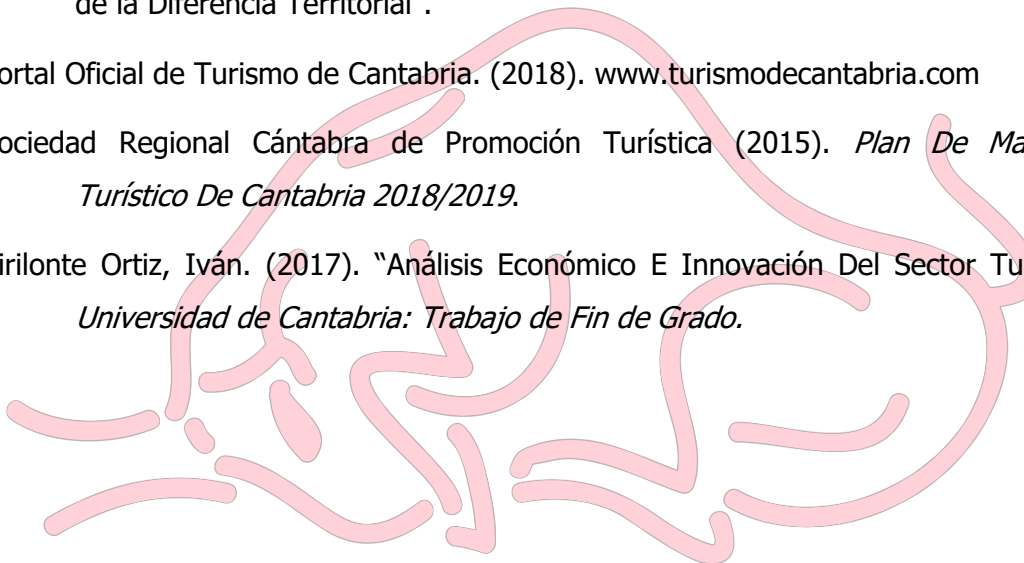 de la Diferencia Territorial".
ortal Oficial de Turismo de Cantabria. (2018). www.turismodecantabria.com
ociedad Regional Cántabra de Promoción Turística (2015). Plan De Ma
Turístico De Cantabria 2018/2019.
irilonte Ortiz, Iván. (2017). “Análisis Económico E Innovación Del Sector Tu
Universidad de Cantabria: Trabajo de Fin de Grado.